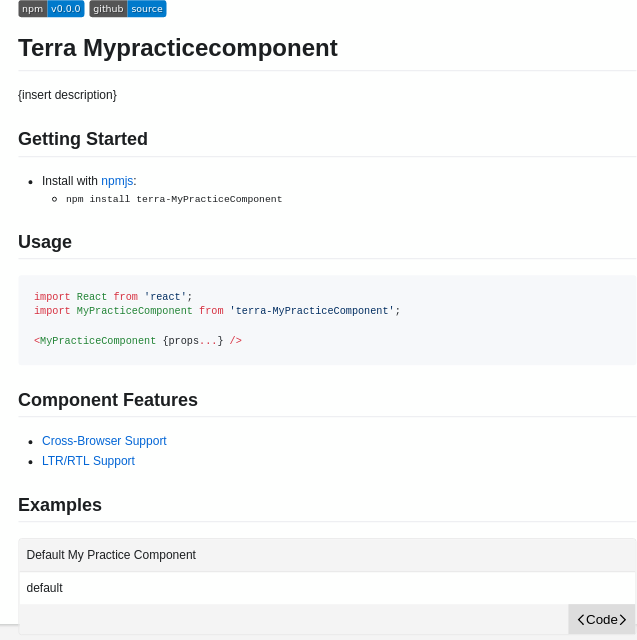 npm v0.0.0 github source
Terra Mypracticecomponent
{insert description}
Getting Started
Install with npmjs:
npm install terra-MyPracticeComponent
Usage
import React from 'react';
import MyPracticeComponent from 'terra-MyPracticeComponent';
<MyPracticeComponent {props...} />
Component Features
Cross-Browser Support
LTR/RTL Support
Examples
Default My Practice Component
default
<Code>